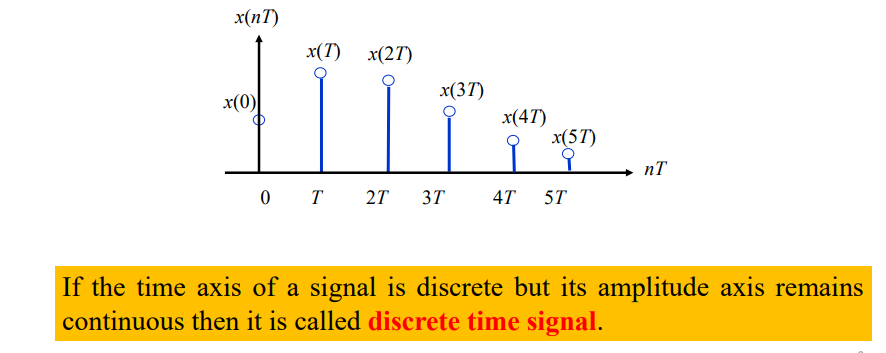 x(nT)
x(T) x(2T)
x(3T)
x(0)
x(4T)
x(5T)
nT
0 T 2T 3T 4T 5T
If the time axis of a signal is discrete but its amplitude axis remains
continuous then it is called discrete time signal.